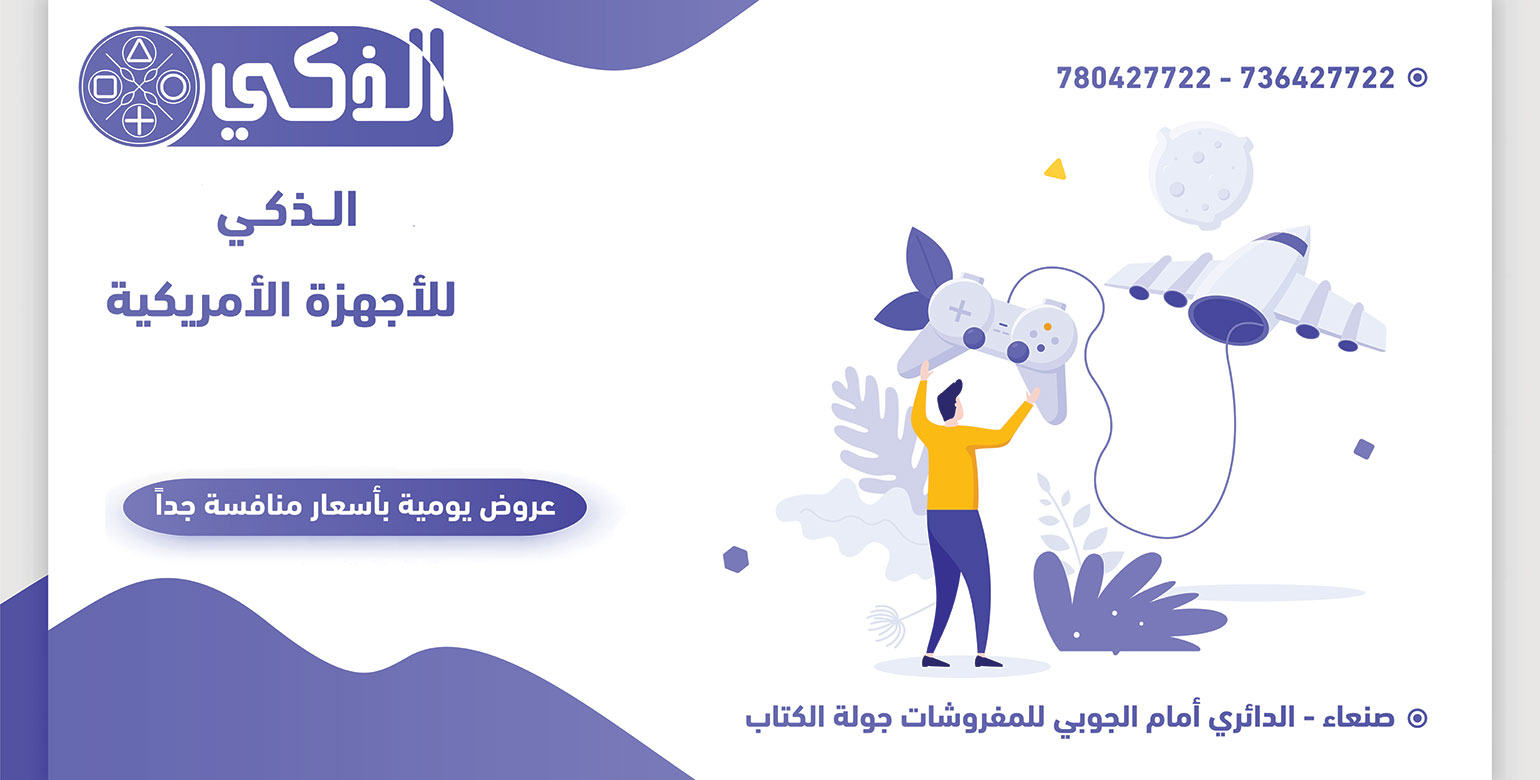 الذكي
780427722 - 736427722
الـذكـي
للأجهزة الأمريكية
عروض يومية بأسعار منافسة جداً
صنعاء - الدائري أمام الجوبي للمفروشات جولة الكتاب